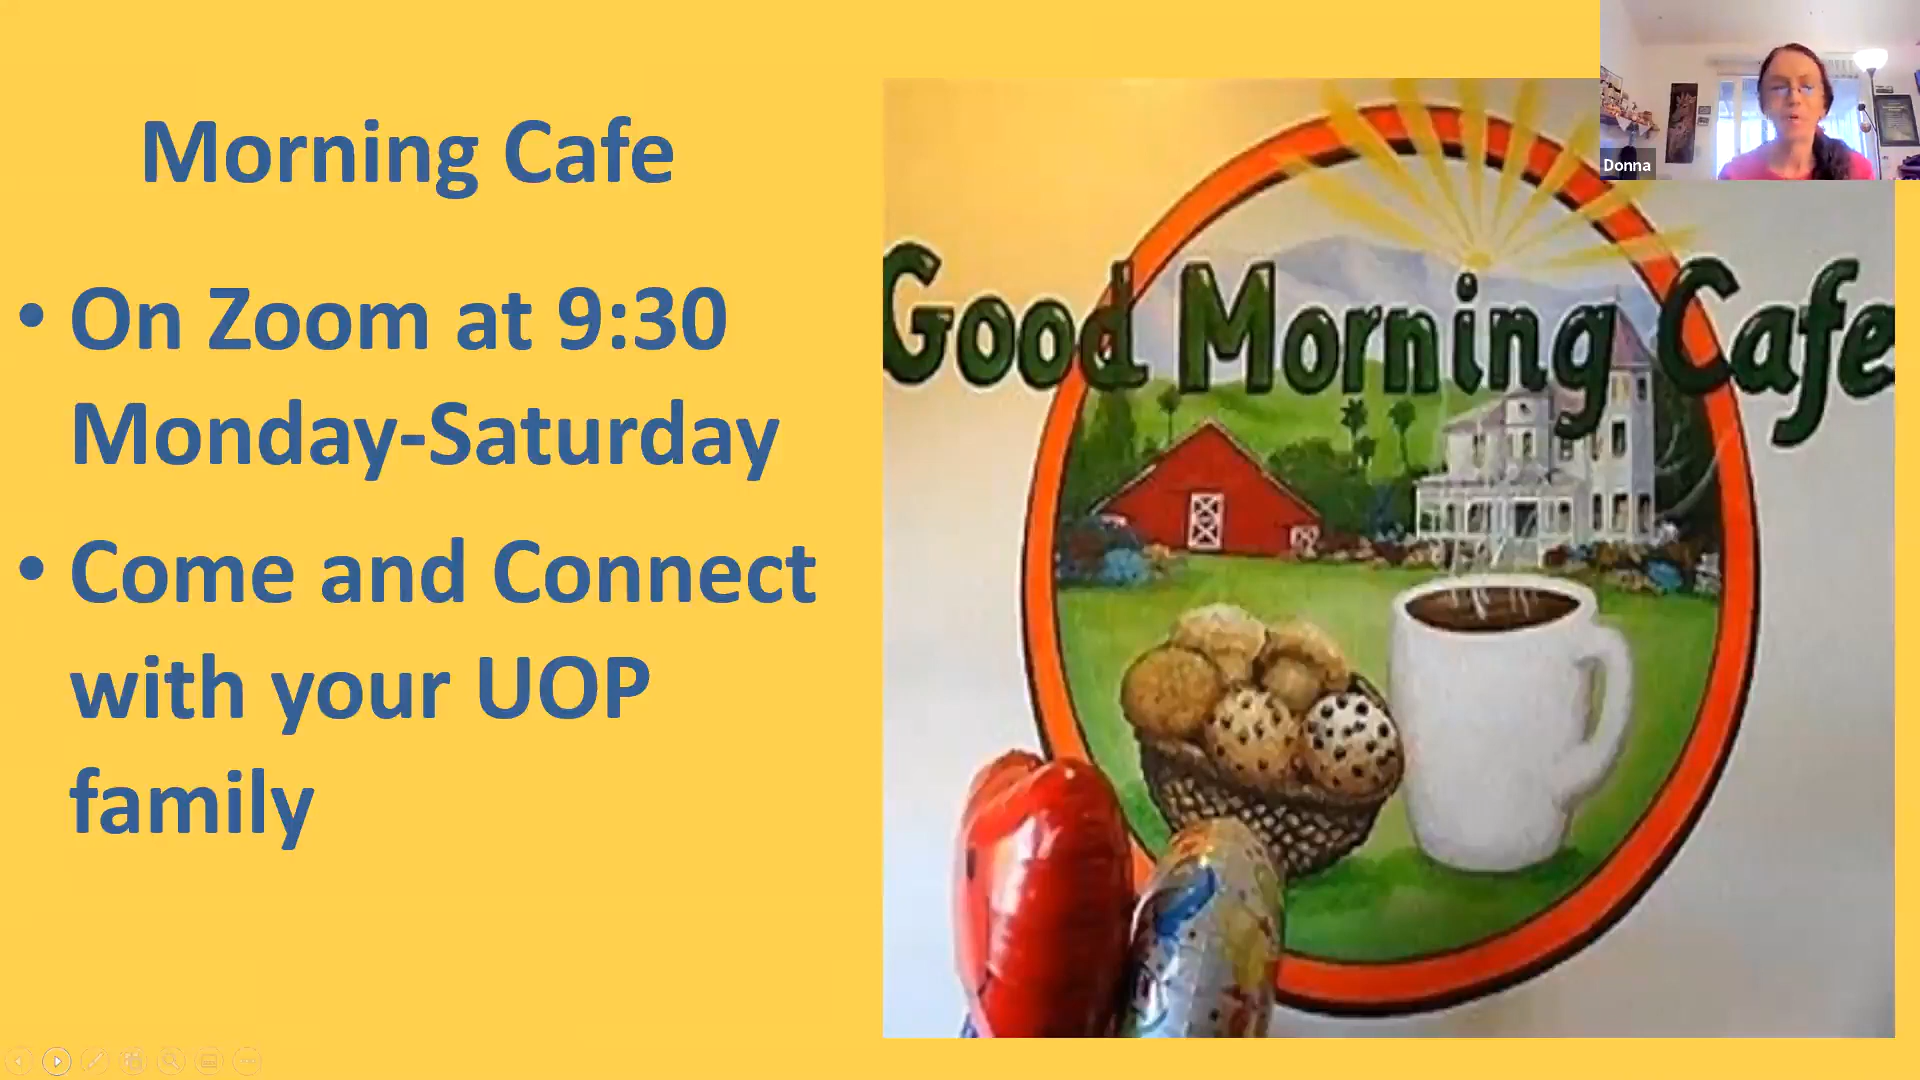 Morning Cafe
• On Zoom at 9:30
Monday-Saturday
• Come and Connect
with your UOP
family
Good Morning Cafe
Donna